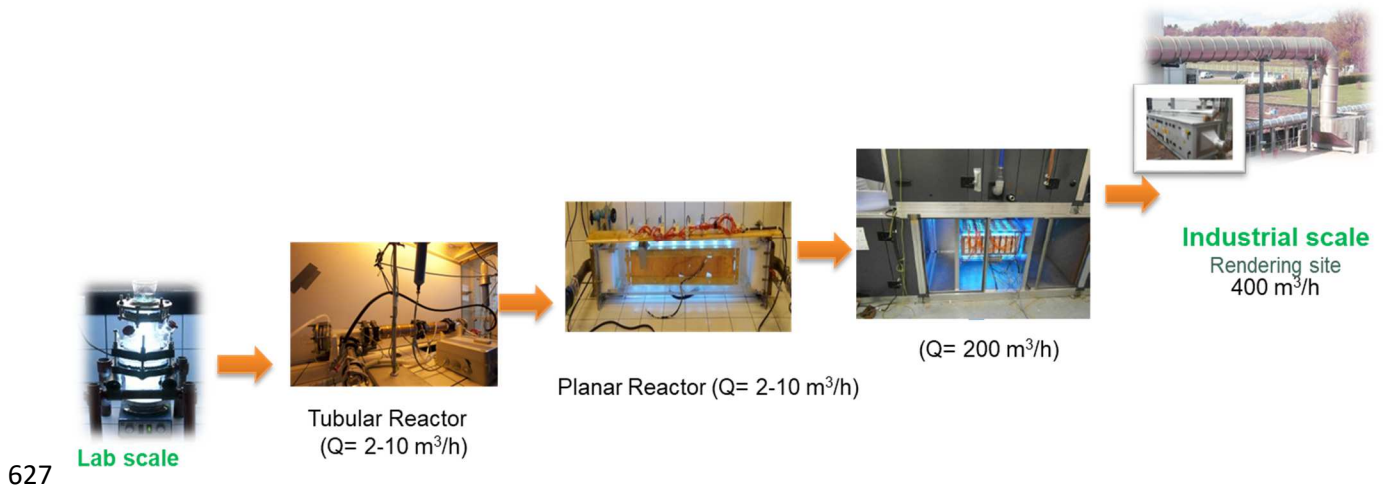 Industrial scale
Rendering site
400 m³/h
(Q= 200 m³/h)
Planar Reactor (Q= 2-10 m³/h)
Tubular Reactor
(Q= 2-10 m³/h)
Lab scale
627